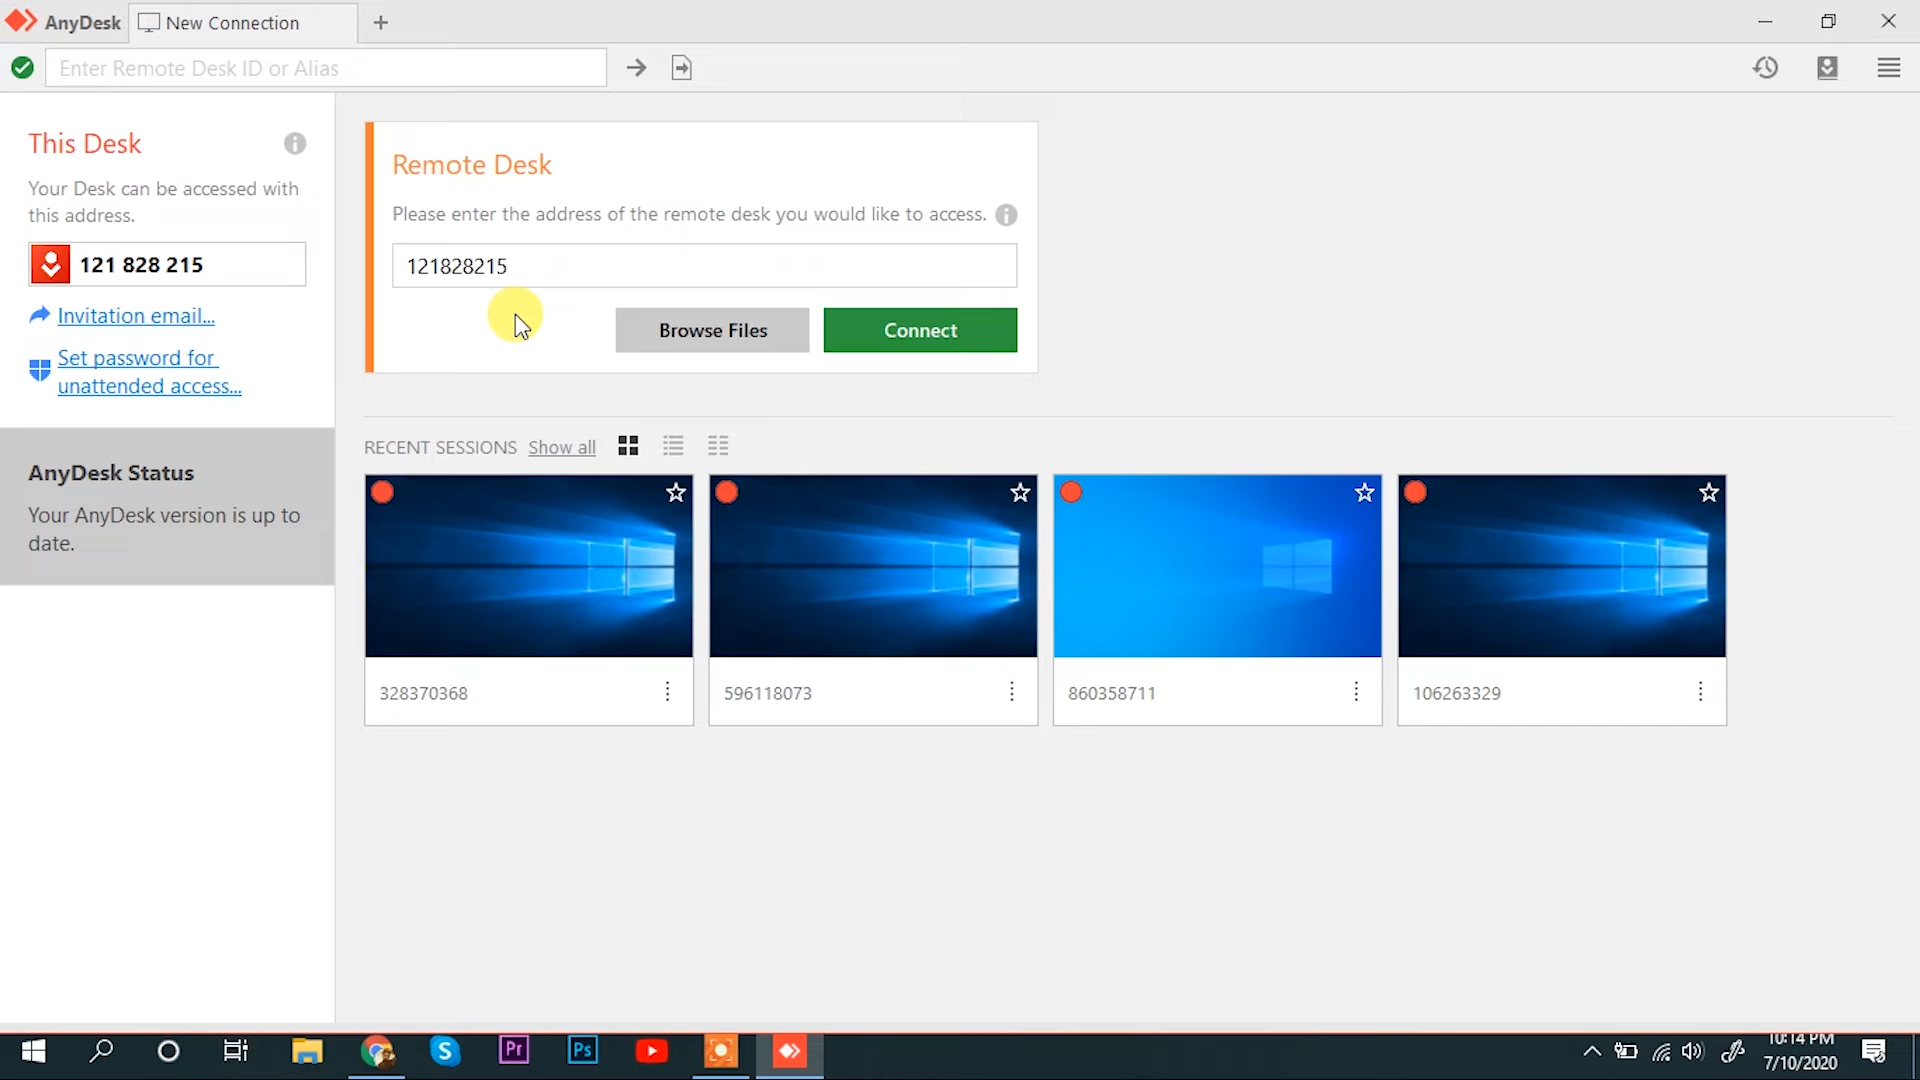 AnyDesk
New Connection
Enter Remote Desk ID or Alias
This Desk
Your Desk can be accessed with
this address.
121 828 215
Invitation email...
Set password for
unattended access...
AnyDesk Status
Your AnyDesk version is up to
date.
Remote Desk
Please enter the address of the remote desk you would like to access.
121828215
Browse Files
Connect
RECENT SESSIONS Show all
328370368
596118073
860358711
106263329
Pr
Ps
10:14 PM
7/10/2020